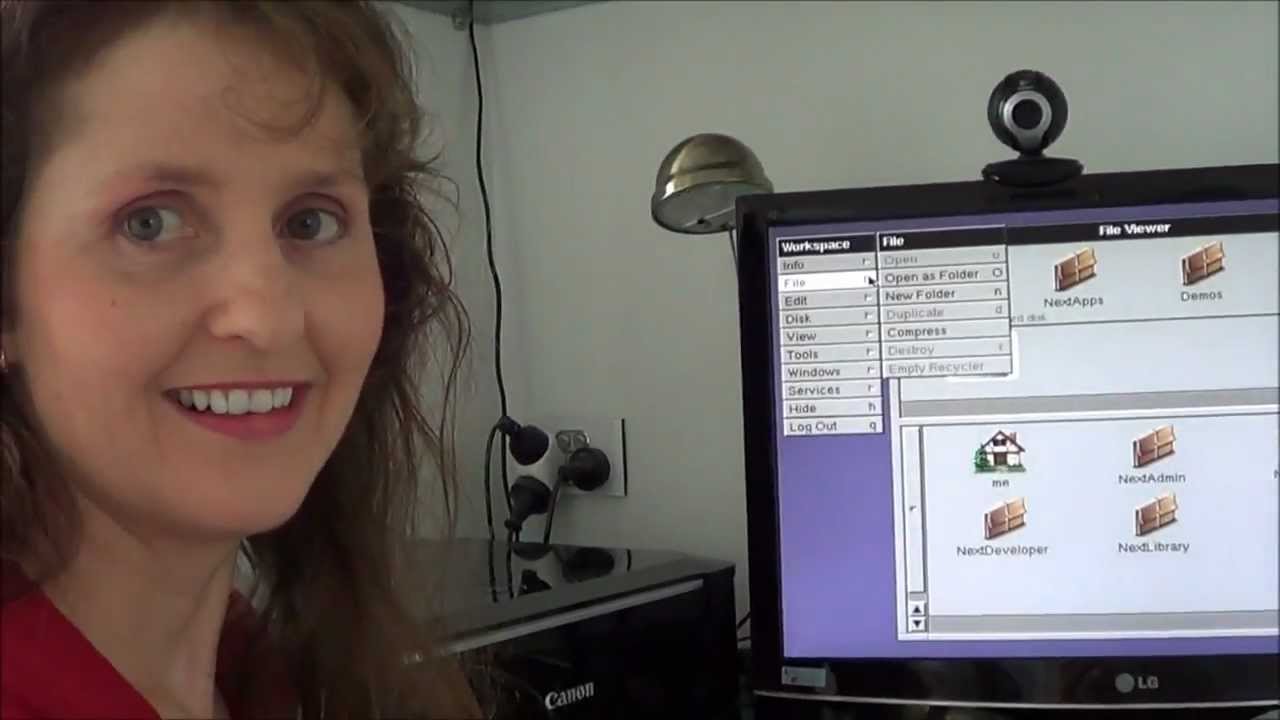 Workspace
Info r
File
Edit r
Disk r
View r
Tools r
Windows r
Services r
Hide h
Log Out q
File
Open
Open as Folder O
New Folder n
Duplicate d
Compress
Destroy r
Empty Recycler
File Viewer
NextApps
Demos
disk
me
NextAdmin
NextDeveloper
NextLibrary
Canon
LG